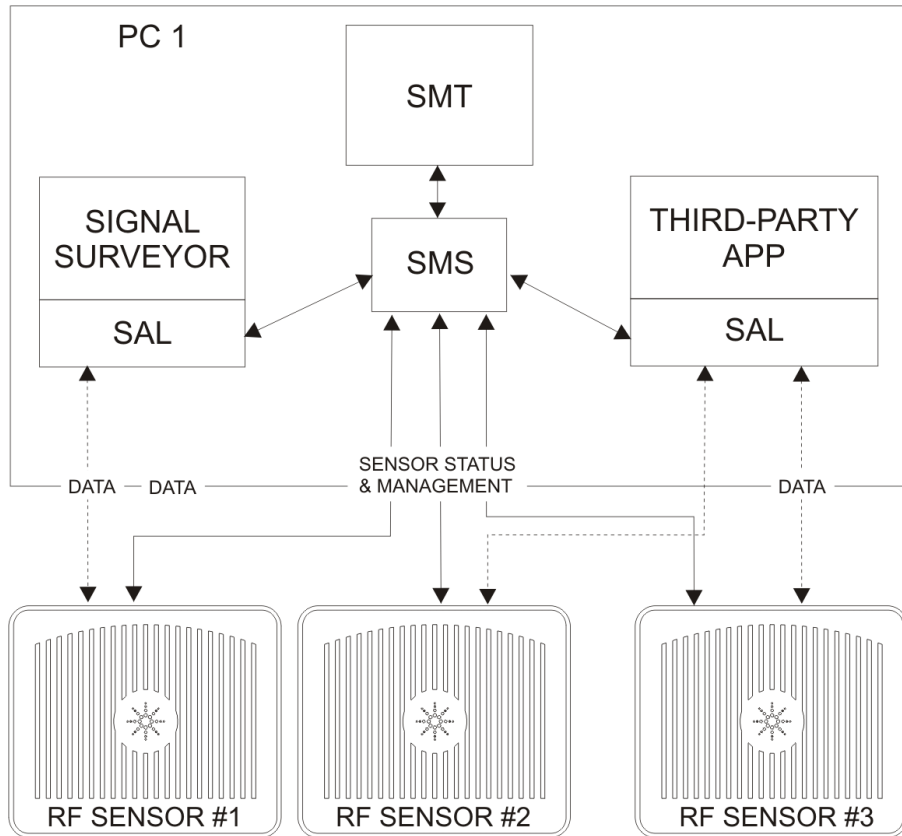 PC 1
SMT
SIGNAL
SURVEYOR
SAL
SMS
THIRD-PARTY
APP
SAL
SENSOR STATUS
& MANAGEMENT
DATA
DATA
DATA
RF SENSOR #1
RF SENSOR #2
RF SENSOR #3